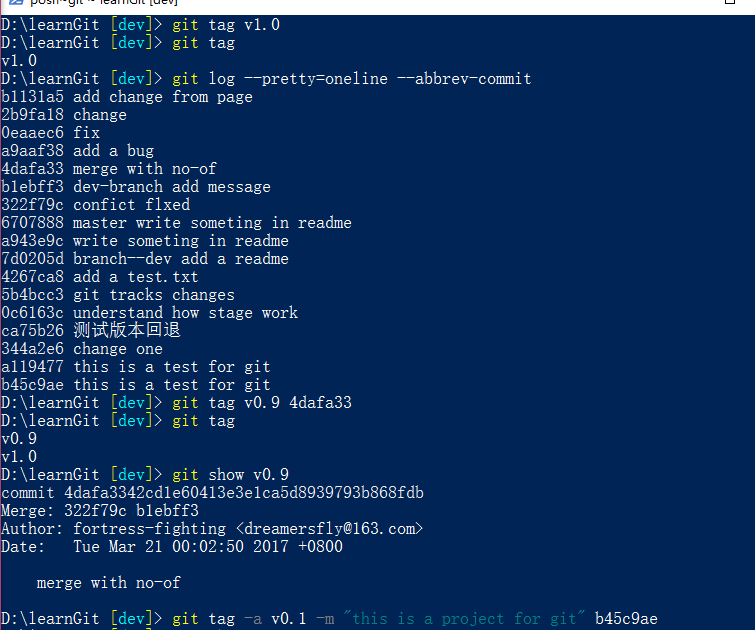 posh~git ~ learnGit [dev]
D:\learnGit [dev]> git tag v1.0
D:\learnGit [dev]> git tag
v1.0
D:\learnGit [dev]> git log --pretty=oneline --abbrev-commit
b1131a5 add change from page
2b9fa18 change
0eaaec6 fix
a9aaf38 add a bug
4dafa33 merge with no-of
b1ebff3 dev-branch add message
322f79c confict flxed
6707888 master write someting in readme
a943e9c write someting in readme
7d0205d branch--dev add a readme
4267ca8 add a test.txt
5b4bcc3 git tracks changes
0c6163c understand how stage work
ca75b26 测试版本回退
344a2e6 change one
a119477 this is a test for git
b45c9ae this is a test for git
D:\learnGit [dev]> git tag v0.9 4dafa33
D:\learnGit [dev]> git tag
v0.9
v1.0
D:\learnGit [dev]> git show v0.9
commit 4dafa3342cd1e60413e3e1ca5d8939793b868fdb
Merge: 322f79c b1ebff3
Author: fortress-fighting <dreamersfly@163.com>
Date:   Tue Mar 21 00:02:50 2017 +0800
merge with no-of
D:\learnGit [dev]> git tag -a v0.1 -m "this is a project for git" b45c9ae